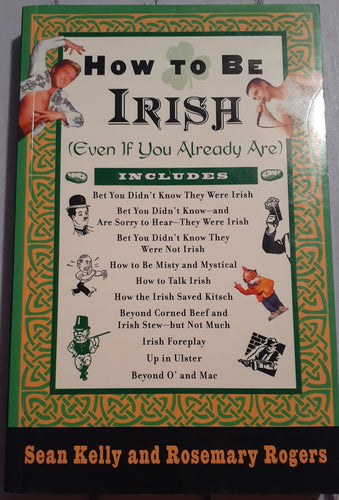 How to Be
Irish
(Even If You Already Are)
INCLUDES
Bet You Didn't Know They Were Irish
Bet You Didn't Know—and
Are Sorry to Hear—They Were Irish
Bet You Didn't Know They
Were Not Irish
How to Be Misty and Mystical
How to Talk Irish
How the Irish Saved Kitsch
Beyond Corned Beef and
Irish Stew—but Not Much
Irish Foreplay
Up in Ulster
Beyond O' and Mac
Sean Kelly and Rosemary Rogers